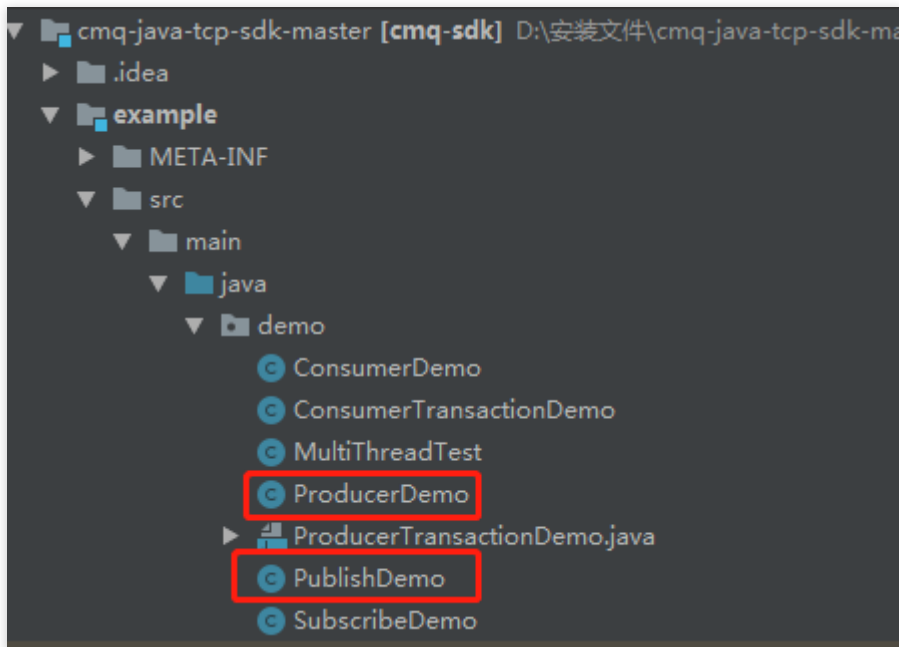 cmq-java-tcp-sdk-master [cmq-sdk] D:\安装文件\cmq-java-tcp-sdk-ma
.idea
example
META-INF
src
main
java
demo
ConsumerDemo
ConsumerTransactionDemo
MultiThreadTest
ProducerDemo
ProducerTransactionDemo.java
PublishDemo
SubscribeDemo